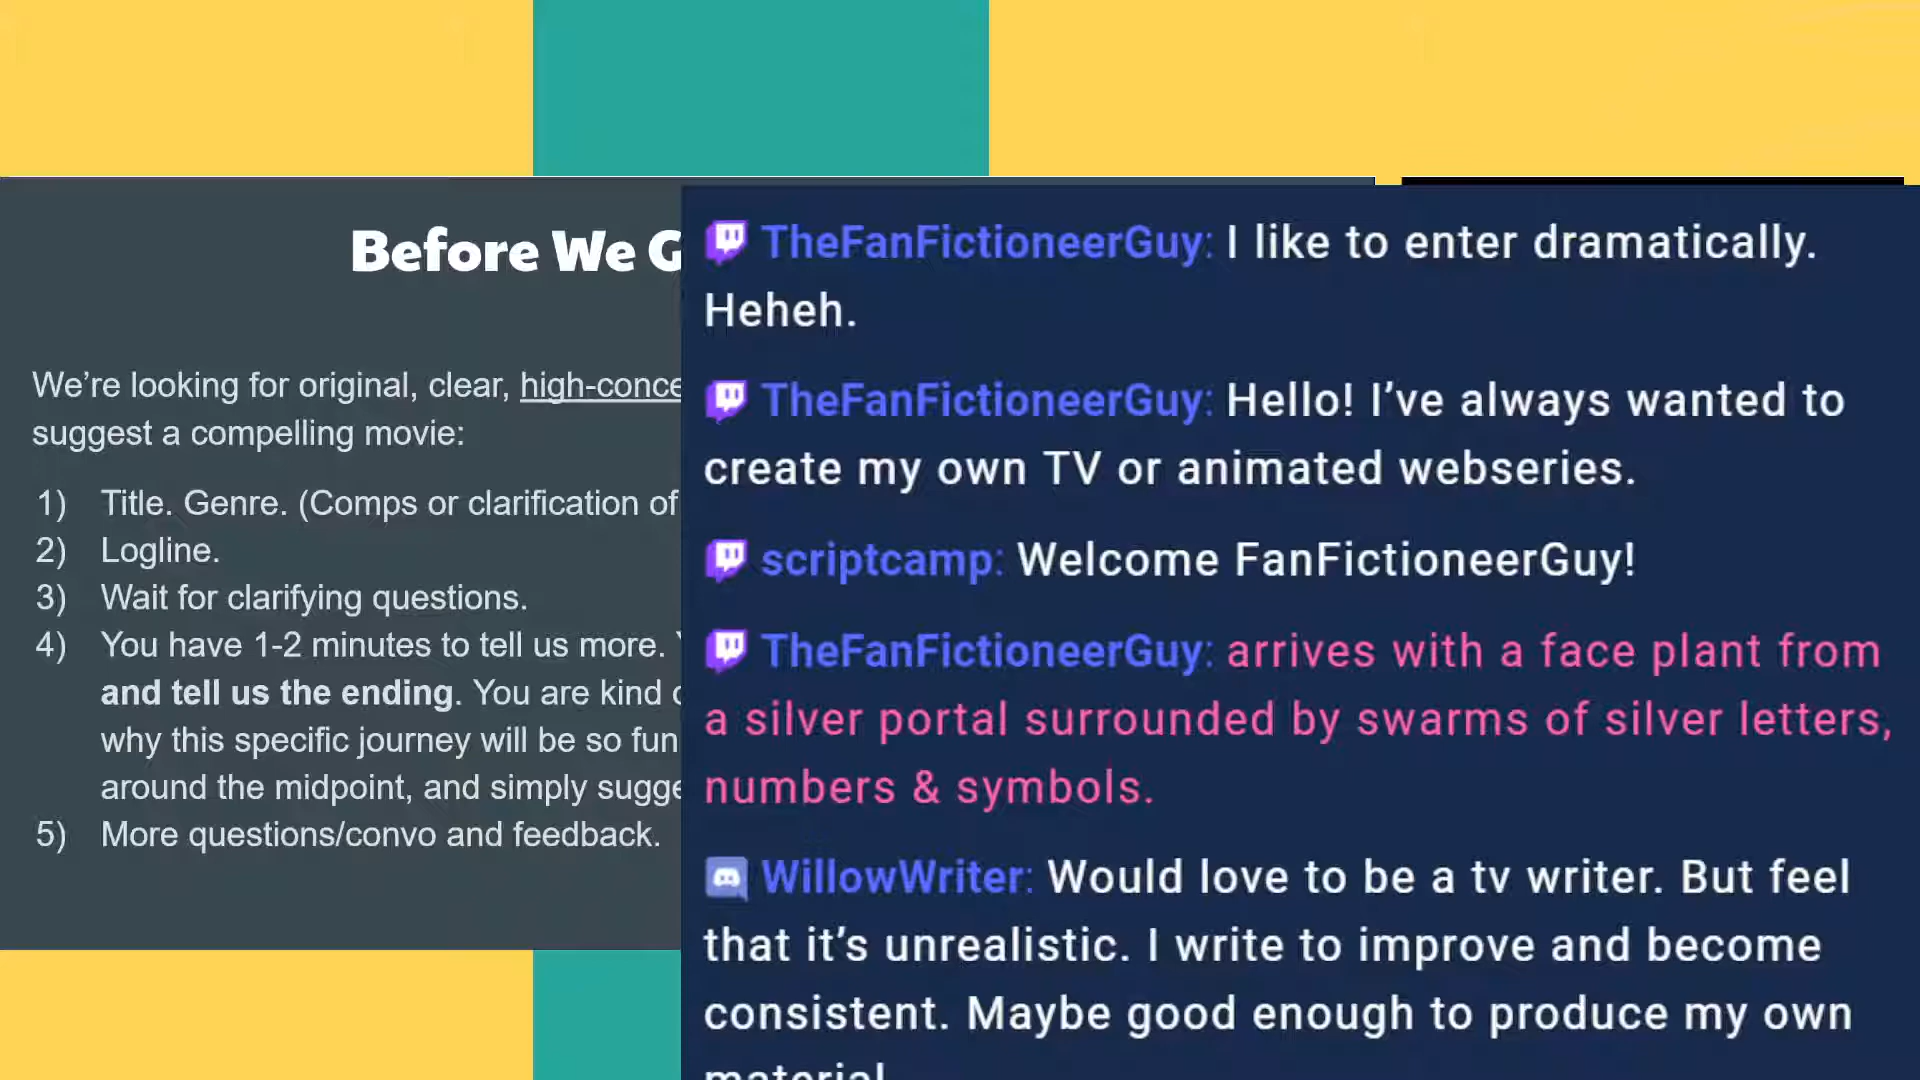 Before We G
We’re looking for original, clear, high-conce
suggest a compelling movie:
1) Title. Genre. (Comps or clarification of
2) Logline.
3) Wait for clarifying questions.
4) You have 1-2 minutes to tell us more.
and tell us the ending. You are kind
why this specific journey will be so fun
around the midpoint, and simply sugge
5) More questions/convo and feedback.
TheFanFictioneerGuy: I like to enter dramatically.
Heheh.
TheFanFictioneerGuy: Hello! I’ve always wanted to
create my own TV or animated webseries.
scriptcamp: Welcome FanFictioneerGuy!
TheFanFictioneerGuy: arrives with a face plant from
a silver portal surrounded by swarms of silver letters,
numbers & symbols.
WillowWriter: Would love to be a tv writer. But feel
that it’s unrealistic. I write to improve and become
consistent. Maybe good enough to produce my own
material